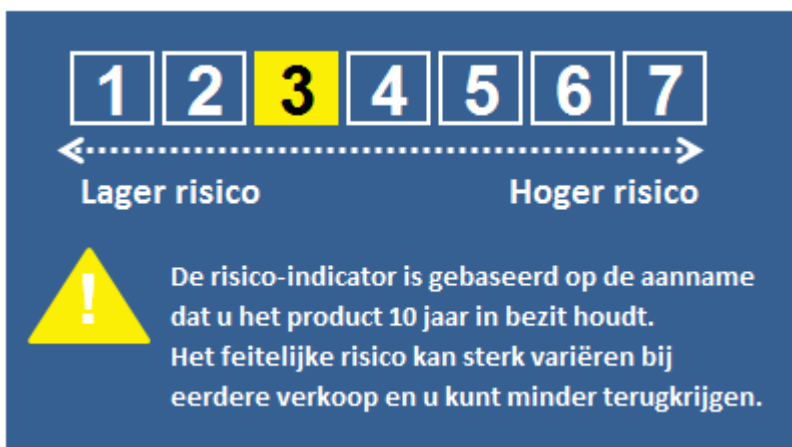 1 2 3 4 5 6 7
Lager risico Hoger risico
! De risico-indicator is gebaseerd op de aanname
dat u het product 10 jaar in bezit houdt.
Het feitelijke risico kan sterk variëren bij
eerdere verkoop en u kunt minder terugkrijgen.